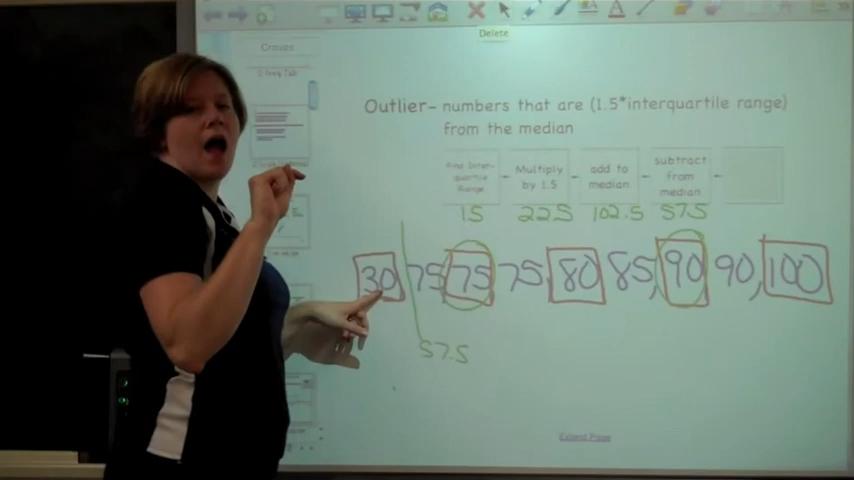 Delete
Groups
Outlier- numbers that are (1.5*interquartile range)
from the median
Find Inter-
quartile
Range
Multiply
by 1.5
add to
median
subtract
from
median
15 22.5 102.5 57.5
30 75 75 75, 80 85, 90 90, 100
57.5
Extend Page